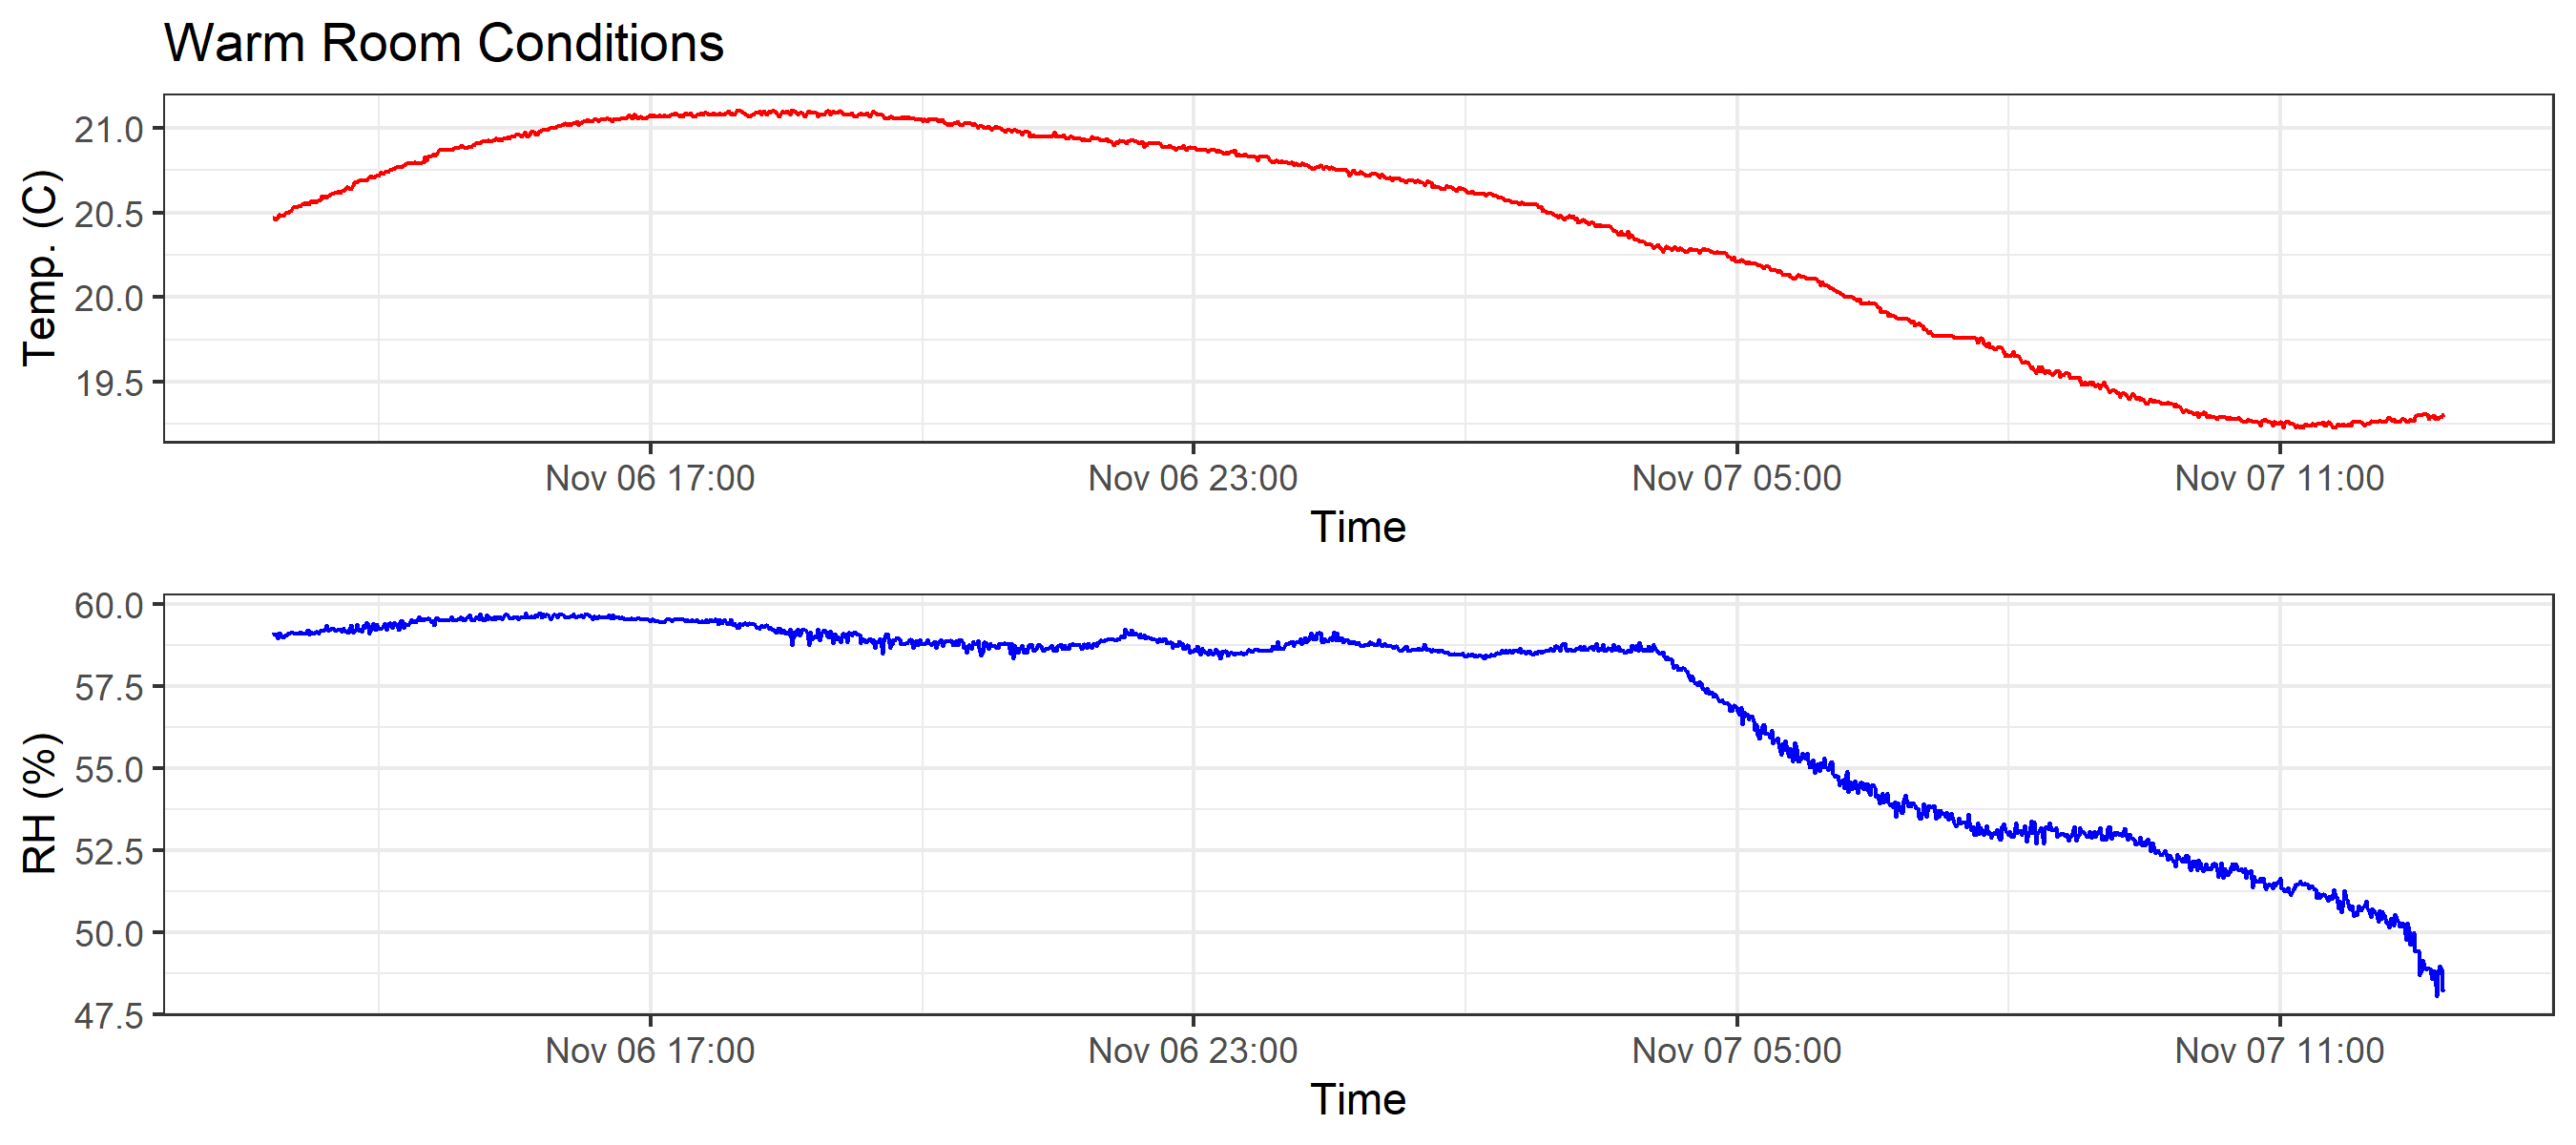 Warm Room Conditions
Temp. (C)
21.0
20.5
20.0
19.5
Nov 06 17:00 Nov 06 23:00 Nov 07 05:00 Nov 07 11:00
Time
RH (%)
60.0
57.5
55.0
52.5
50.0
47.5
Nov 06 17:00 Nov 06 23:00 Nov 07 05:00 Nov 07 11:00
Time